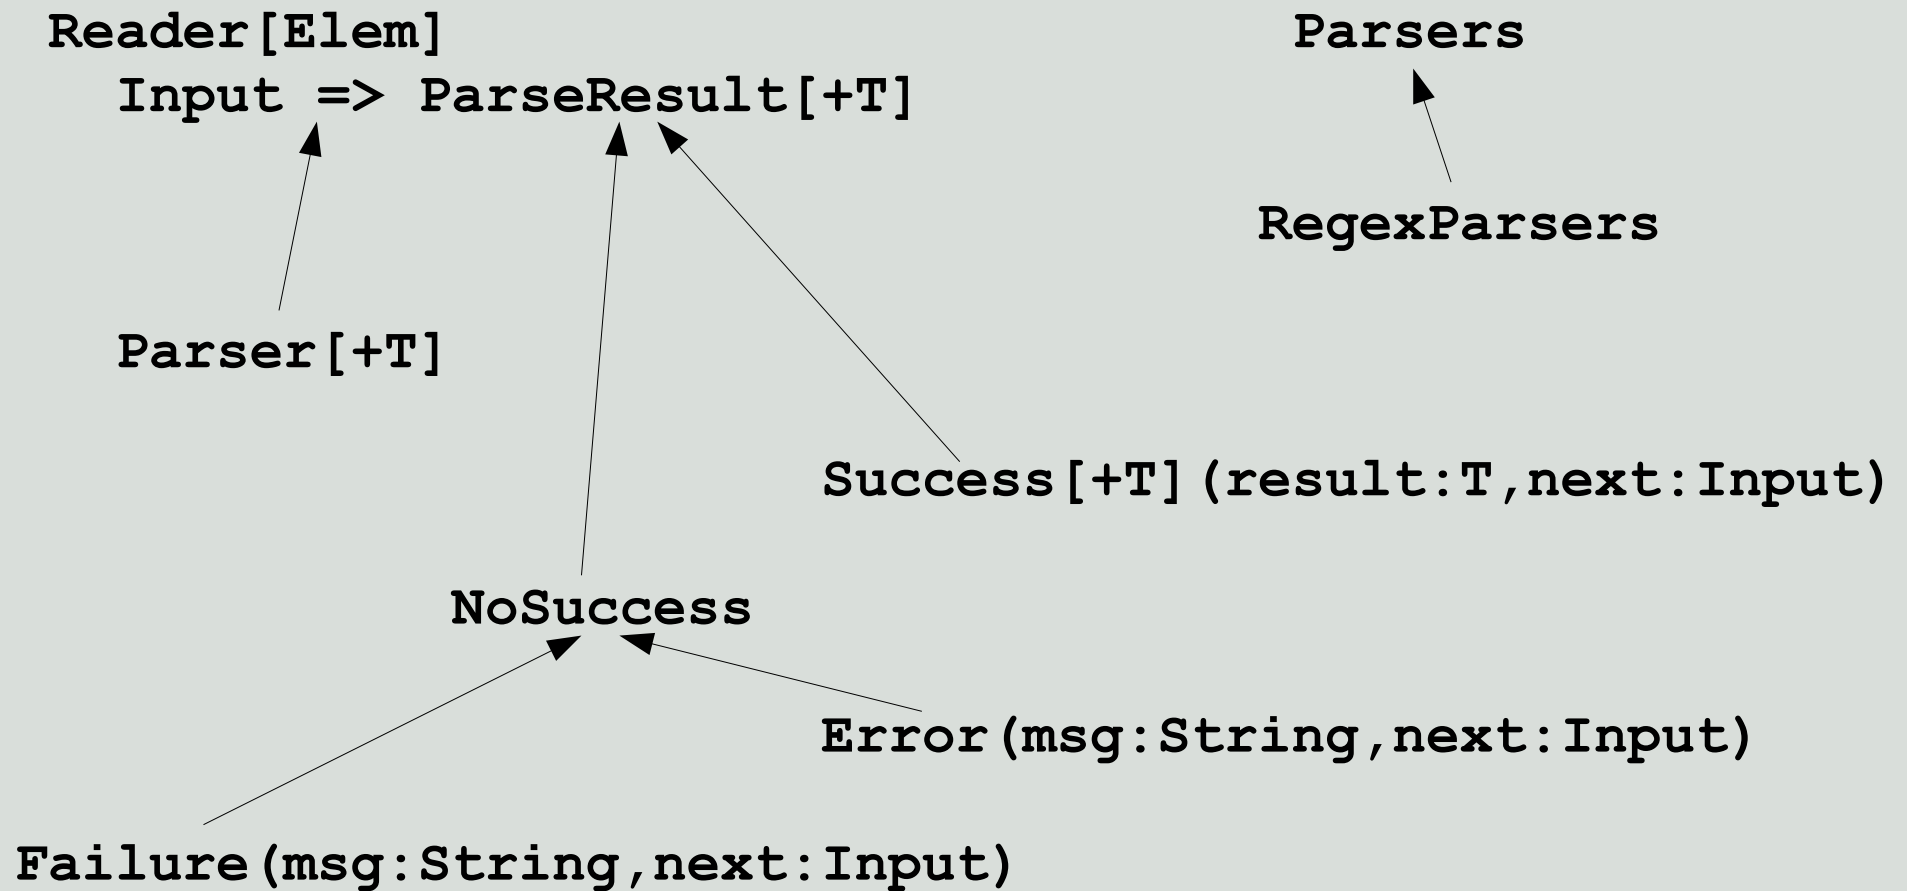 Reader[Elem]
Parsers
Input => ParseResult[+T]
RegexParsers
Parser[+T]
Success[+T](result:T,next:Input)
NoSuccess
Error(msg:String,next:Input)
Failure(msg:String,next:Input)